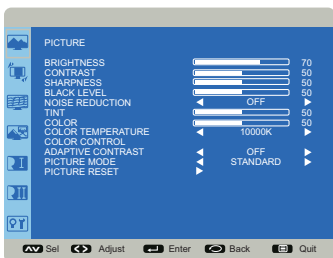 PICTURE
BRIGHTNESS 70
CONTRAST 50
SHARPNESS 50
BLACK LEVEL 50
NOISE REDUCTION OFF
TINT 50
COLOR 50
COLOR TEMPERATURE 10000K
COLOR CONTROL
ADAPTIVE CONTRAST OFF
PICTURE MODE STANDARD
PICTURE RESET
Sel Adjust Enter Back Quit